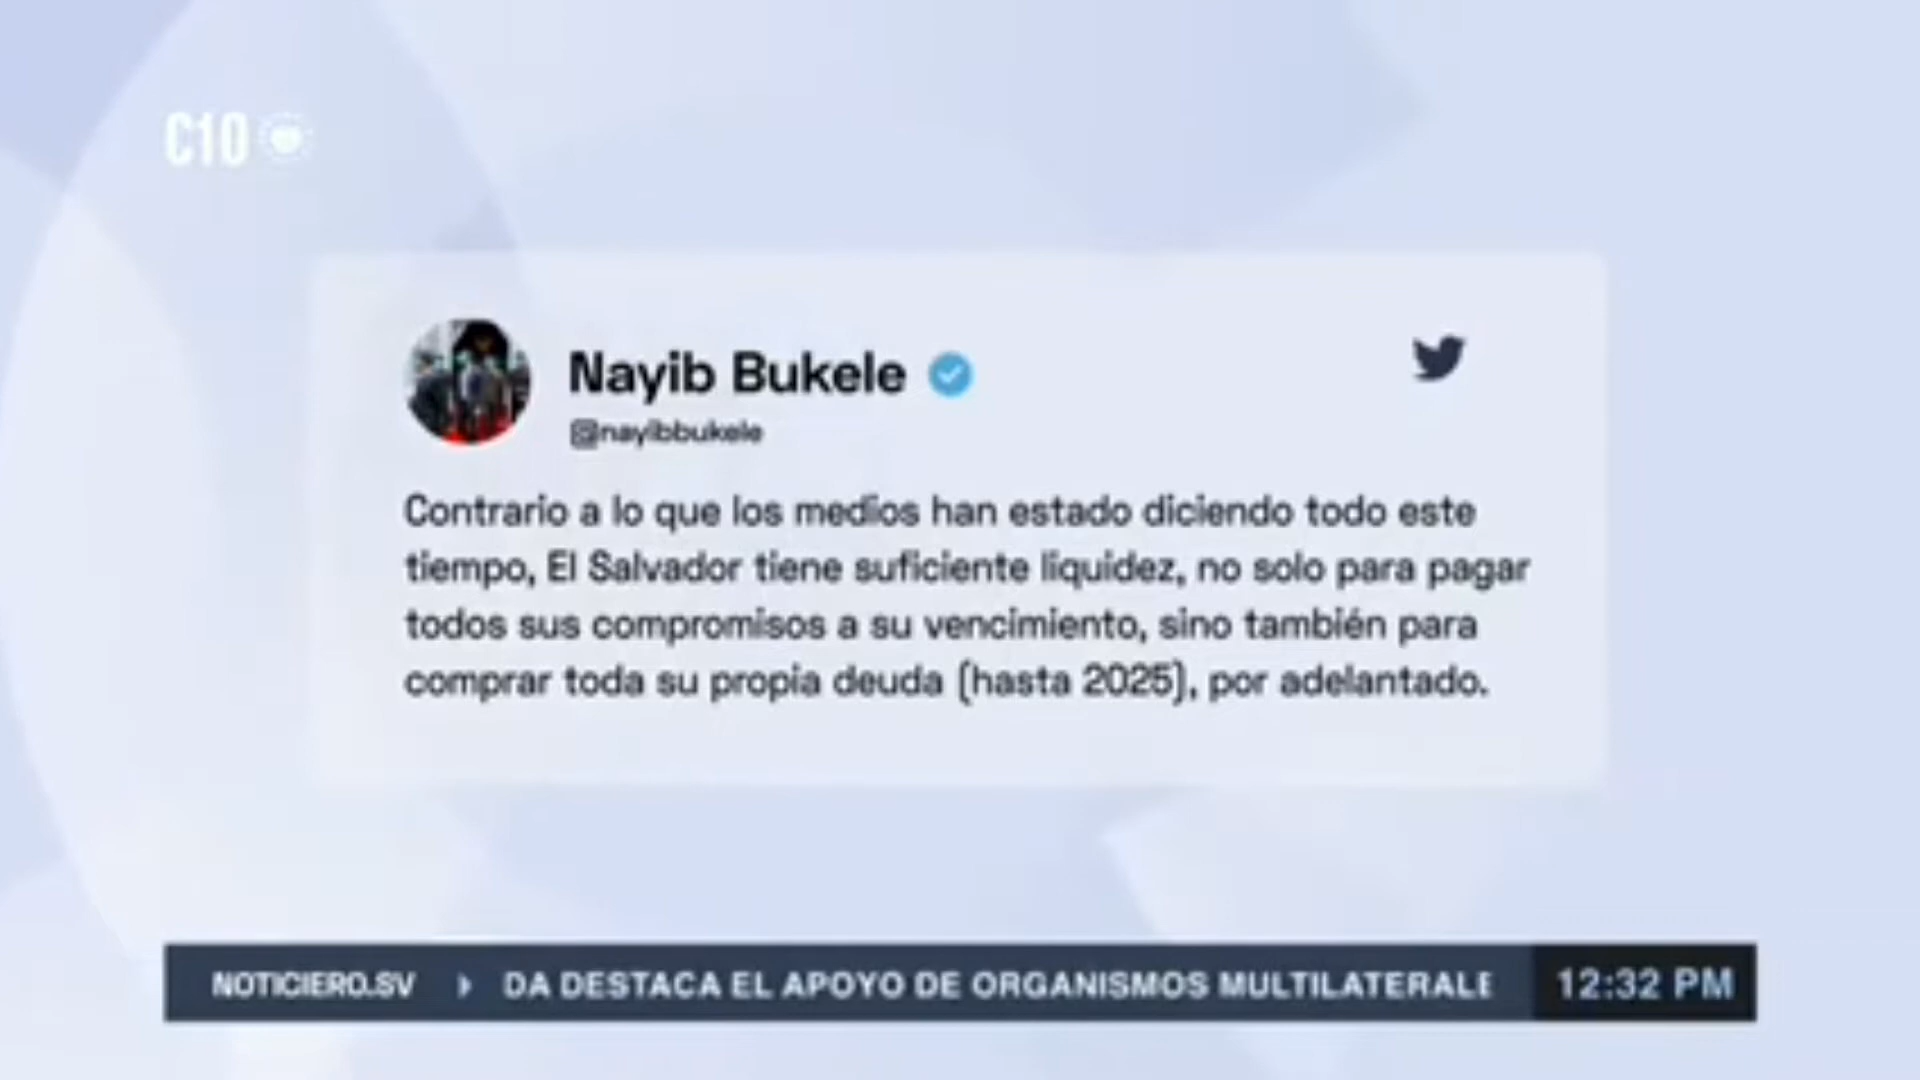 C10
Nayib Bukele
@nayibbukele
Contrario a lo que los medios han estado diciendo todo este
tiempo, El Salvador tiene suficiente liquidez, no solo para pagar
todos sus compromisos a su vencimiento, sino también para
comprar toda su propia deuda (hasta 2025), por adelantado.
NOTICIERO.SV DA DESTACA EL APOYO DE ORGANISMOS MULTILATERALE 12:32 PM